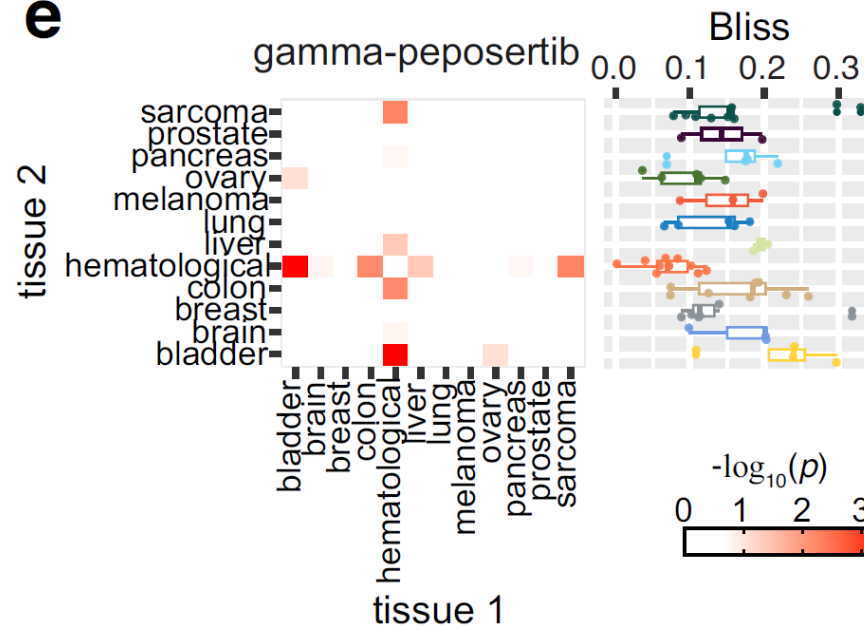 e
gamma-peposertib
Bliss
0.0 0.1 0.2 0.3
tissue 2
sarcoma
prostate
pancreas
ovary
melanoma
lung
liver
hematological
colon
breast
brain
bladder
bladder
brain
breast
colon
hematological
liver
lung
melanoma
ovary
pancreas
prostate
sarcoma
tissue 1
-log10(p)
0 1 2 3